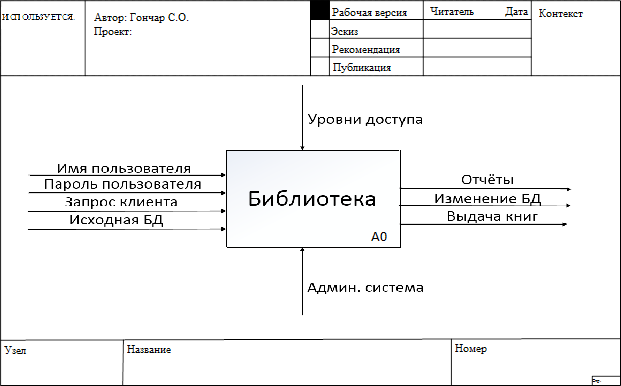 ИСПОЛЬЗУЕТСЯ.
Автор: Гончар С.О.
Проект:
Рабочая версия
Читатель Дата
Контекст
Эскиз
Рекомендация
Публикация
Уровни доступа
Имя пользователя
Пароль пользователя
Запрос клиента
Исходная БД
Библиотека
A0
Отчёты
Изменение БД
Выдача книг
Админ. система
Узел
Название
Номер